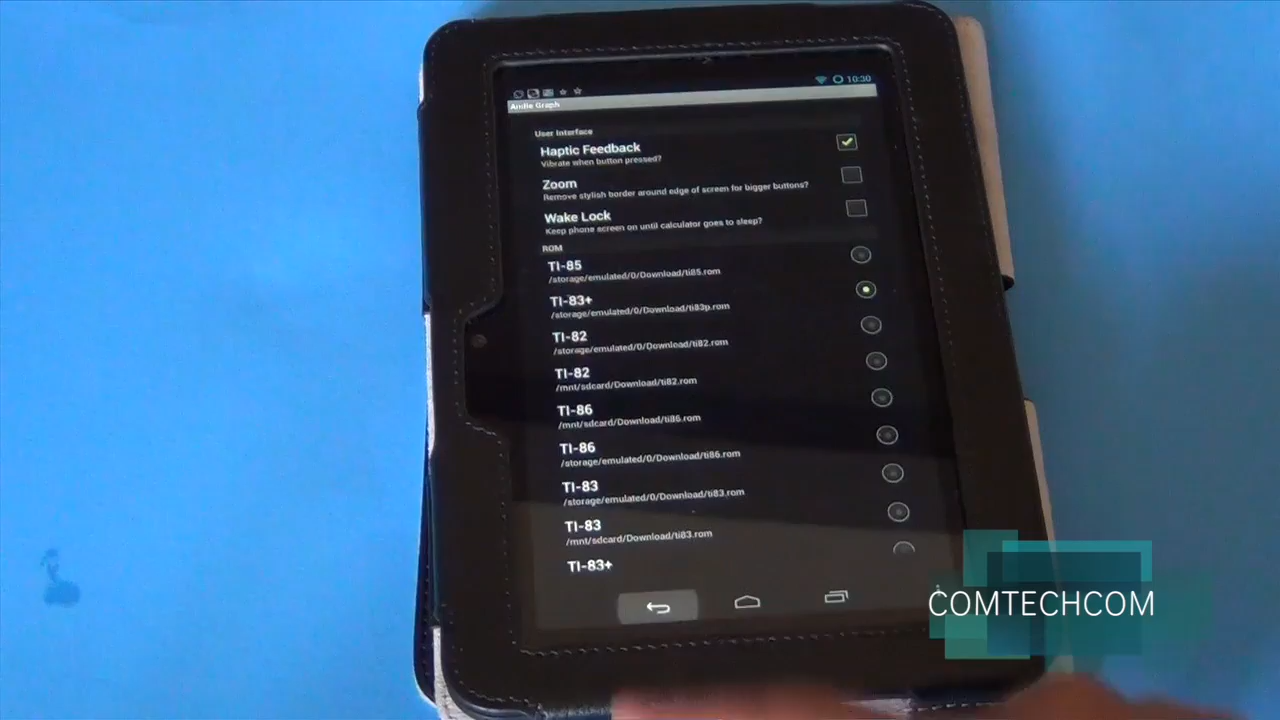 10:30
Andie Graph
User Interface
Haptic Feedback
Vibrate when button pressed?
Zoom
Remove stylish border around edge of screen for bigger buttons?
Wake Lock
Keep phone screen on until calculator goes to sleep?
ROM
TI-85
/storage/emulated/0/Download/ti85.rom
TI-83+
/storage/emulated/0/Download/ti83p.rom
TI-82
/storage/emulated/0/Download/ti82.rom
TI-82
/mnt/sdcard/Download/ti82.rom
TI-86
/mnt/sdcard/Download/ti86.rom
TI-86
/storage/emulated/0/Download/ti86.rom
TI-83
/storage/emulated/0/Download/ti83.rom
TI-83
/mnt/sdcard/Download/ti83.rom
TI-83+
COMTECHCOM